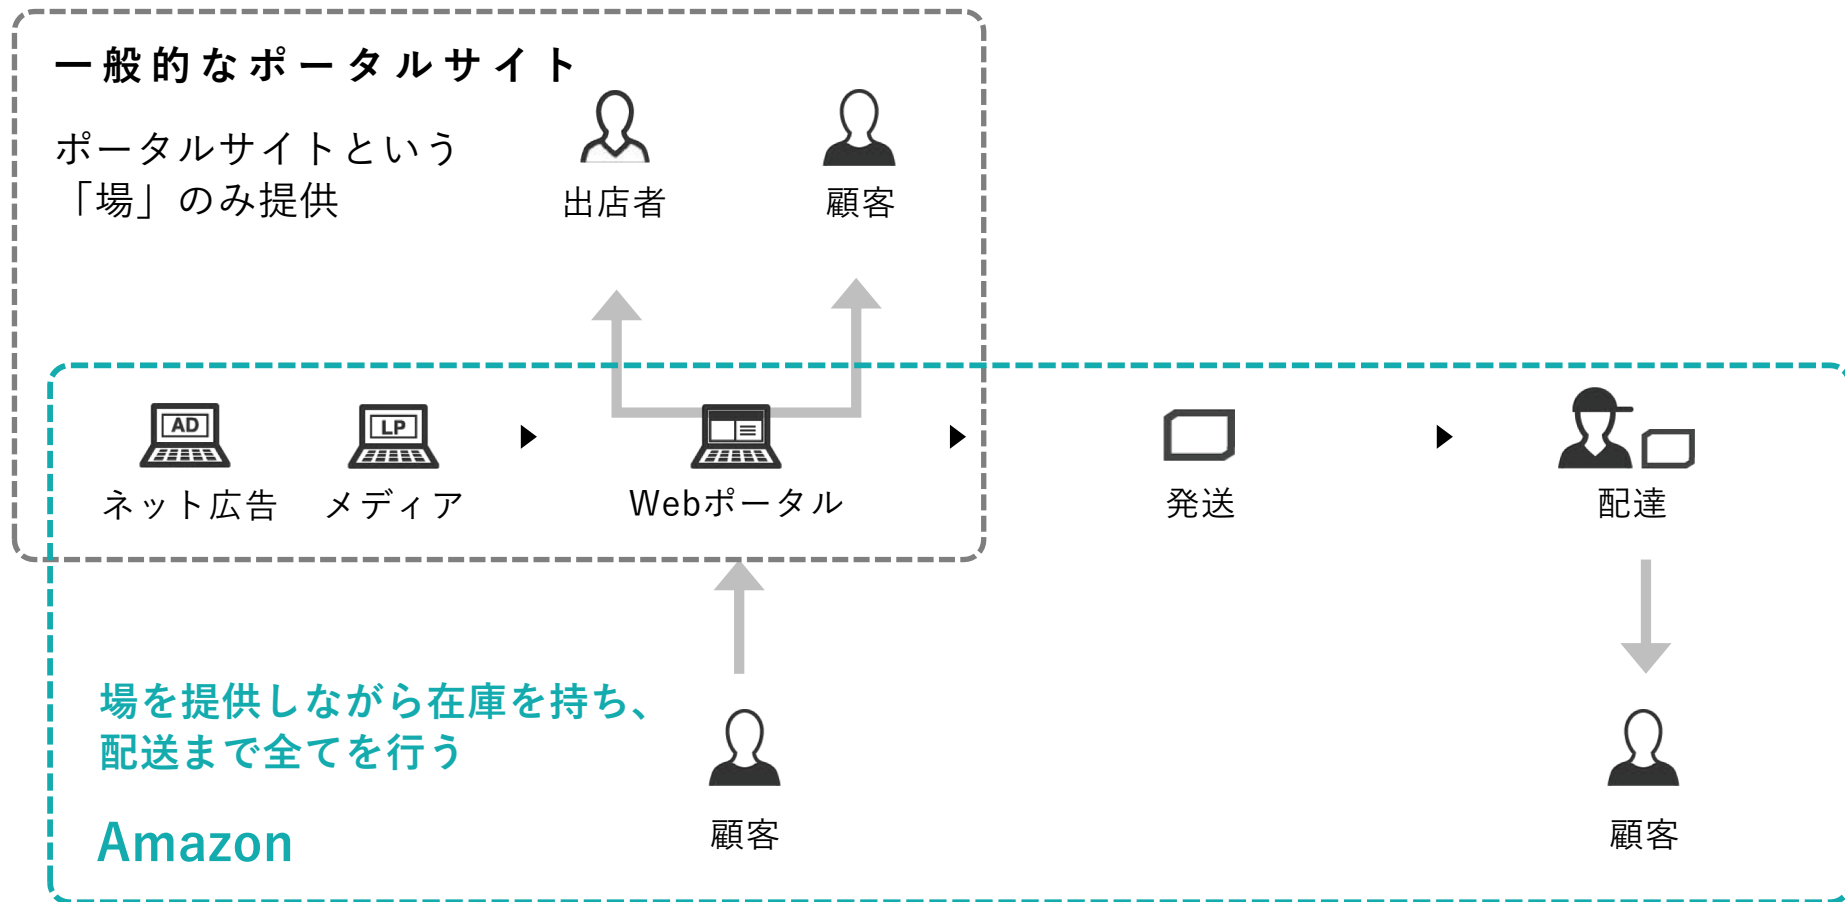 一般的なポータルサイト
ポータルサイトという
「場」のみ提供
出店者
顧客
AD
LP
ネット広告
メディア
Webポータル
発送
配達
場を提供しながら在庫を持ち、
配送まで全てを行う
Amazon
顧客
顧客